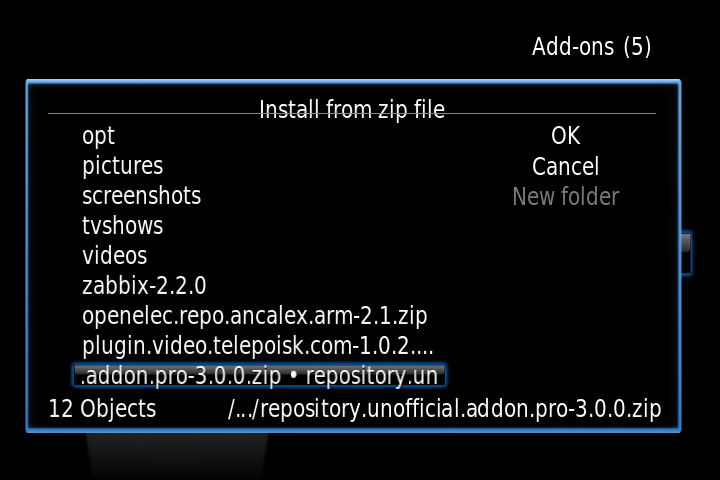 Add-ons (5)
Install from zip file
opt
OK
pictures
Cancel
screenshots
New folder
tvshows
videos
zabbix-2.2.0
openelec.repo.ancalex.arm-2.1.zip
plugin.video.telepoisk.com-1.0.2....
.addon.pro-3.0.0.zip • repository.un
12 Objects
/.../repository.unofficial.addon.pro-3.0.0.zip